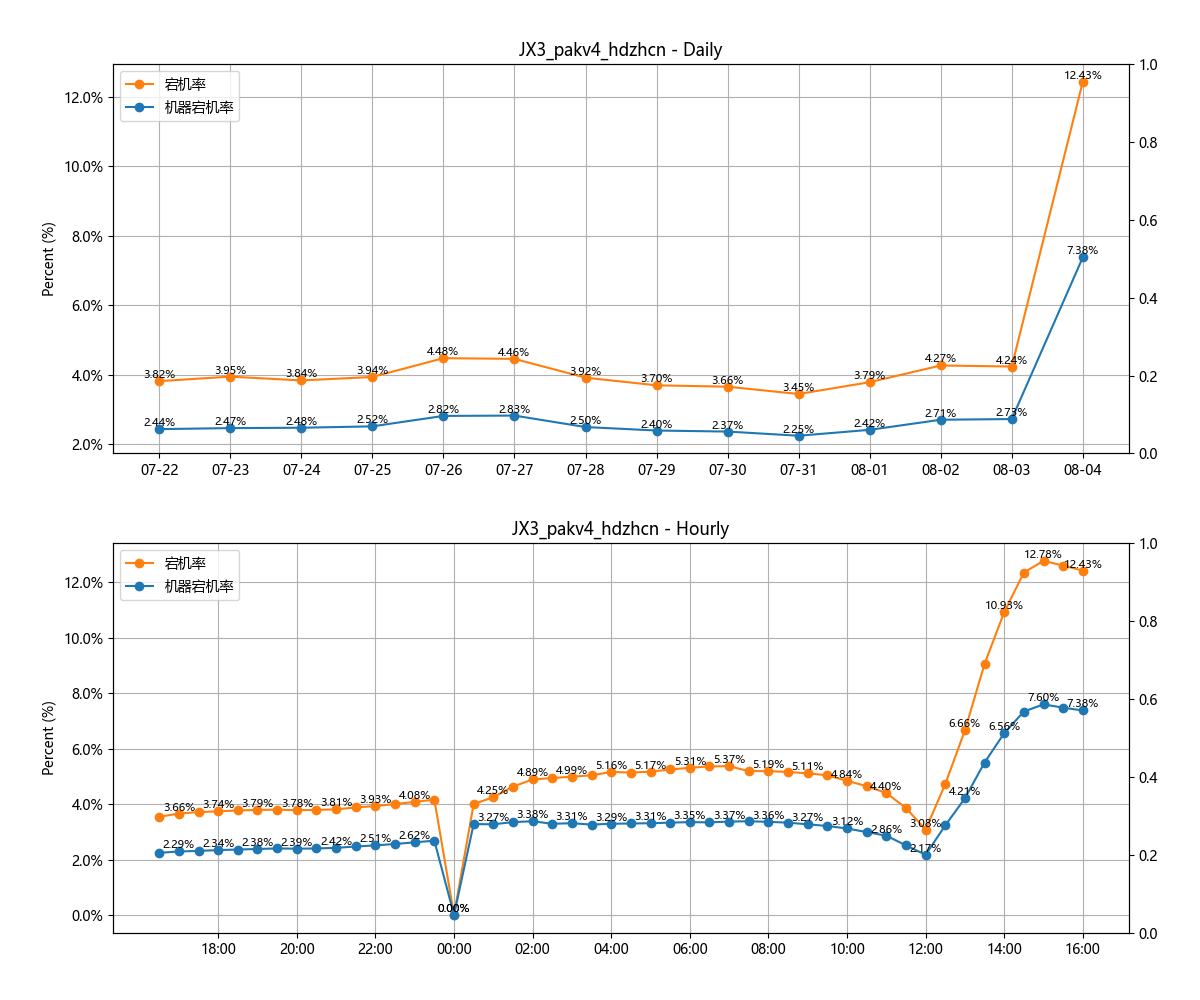 JX3_pakv4_hdzhcn - Daily
宕机率
机器宕机率
Percent (%)
12.0%
10.0%
8.0%
6.0%
4.0%
2.0%
1.0
0.8
0.6
0.4
0.2
0.0
3.82% 3.95% 3.84% 3.94% 4.48% 4.46% 3.92% 3.70% 3.66% 3.45% 3.79% 4.27% 4.24% 12.43%
2.44% 2.47% 2.48% 2.52% 2.82% 2.83% 2.50% 2.40% 2.37% 2.25% 2.42% 2.71% 2.73% 7.38%
07-22 07-23 07-24 07-25 07-26 07-27 07-28 07-29 07-30 07-31 08-01 08-02 08-03 08-04
JX3_pakv4_hdzhcn - Hourly
宕机率
机器宕机率
Percent (%)
12.0%
10.0%
8.0%
6.0%
4.0%
2.0%
0.0%
1.0
0.8
0.6
0.4
0.2
0.0
3.66% 3.74% 3.79% 3.78% 3.81% 3.93% 4.08% 0.00% 4.25% 4.89% 4.99% 5.16% 5.17% 5.31% 5.37% 5.19% 5.11% 4.84% 4.40% 3.08% 6.66% 10.93% 12.78% 12.43%
2.29% 2.34% 2.38% 2.39% 2.42% 2.51% 2.62% 0.00% 3.27% 3.38% 3.31% 3.29% 3.31% 3.35% 3.37% 3.36% 3.27% 3.12% 2.86% 2.17% 4.21% 6.56% 7.60% 7.38%
18:00 20:00 22:00 00:00 02:00 04:00 06:00 08:00 10:00 12:00 14:00 16:00